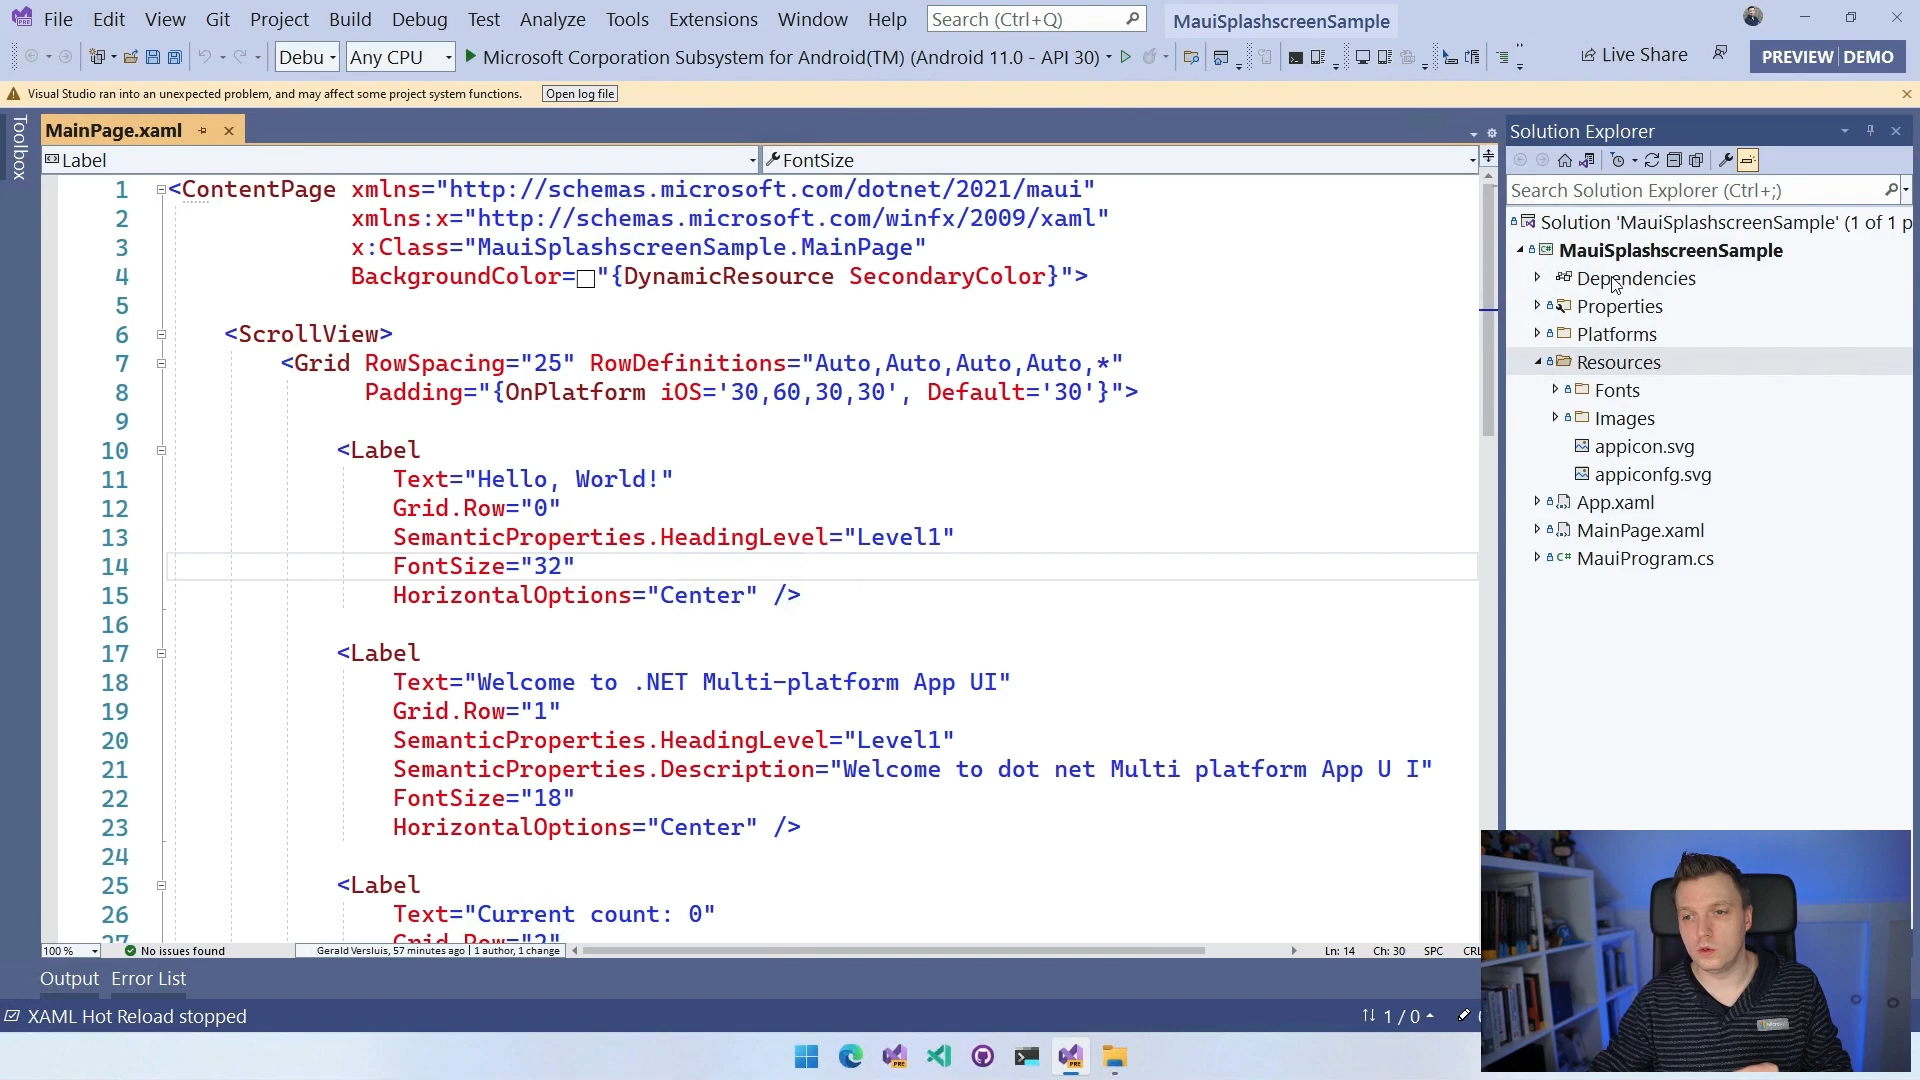 File Edit View Git Project Build Debug Test Analyze Tools Extensions Window Help Search (Ctrl+Q) MauiSplashscreenSample
Debu Any CPU Microsoft Corporation Subsystem for Android(TM) (Android 11.0 - API 30) Live Share PREVIEW DEMO
Visual Studio ran into an unexpected problem, and may affect some project system functions. Open log file
Toolbox
MainPage.xaml
Label FontSize
1 <ContentPage xmlns="http://schemas.microsoft.com/dotnet/2021/maui"
2 xmlns:x="http://schemas.microsoft.com/winfx/2009/xaml"
3 x:Class="MauiSplashscreenSample.MainPage"
4 BackgroundColor="{DynamicResource SecondaryColor}">
5
6 <ScrollView>
7 <Grid RowSpacing="25" RowDefinitions="Auto,Auto,Auto,Auto,*"
8 Padding="{OnPlatform iOS='30,60,30,30', Default='30'}">
9
10 <Label
11 Text="Hello, World!"
12 Grid.Row="0"
13 SemanticProperties.HeadingLevel="Level1"
14 FontSize="32"
15 HorizontalOptions="Center" />
16
17 <Label
18 Text="Welcome to .NET Multi-platform App UI"
19 Grid.Row="1"
20 SemanticProperties.HeadingLevel="Level1"
21 SemanticProperties.Description="Welcome to dot net Multi platform App U I"
22 FontSize="18"
23 HorizontalOptions="Center" />
24
25 <Label
26 Text="Current count: 0"
27 Grid.Row="2"
100 % No issues found Gerald Versluis, 57 minutes ago | 1 author, 1 change Ln: 14 Ch: 30 SPC CRL
Solution Explorer
Search Solution Explorer (Ctrl+;)
Solution 'MauiSplashscreenSample' (1 of 1 p
MauiSplashscreenSample
Dependencies
Properties
Platforms
Resources
Fonts
Images
appicon.svg
appiconfg.svg
App.xaml
MainPage.xaml
MauiProgram.cs
Output Error List
XAML Hot Reload stopped 1 / 0